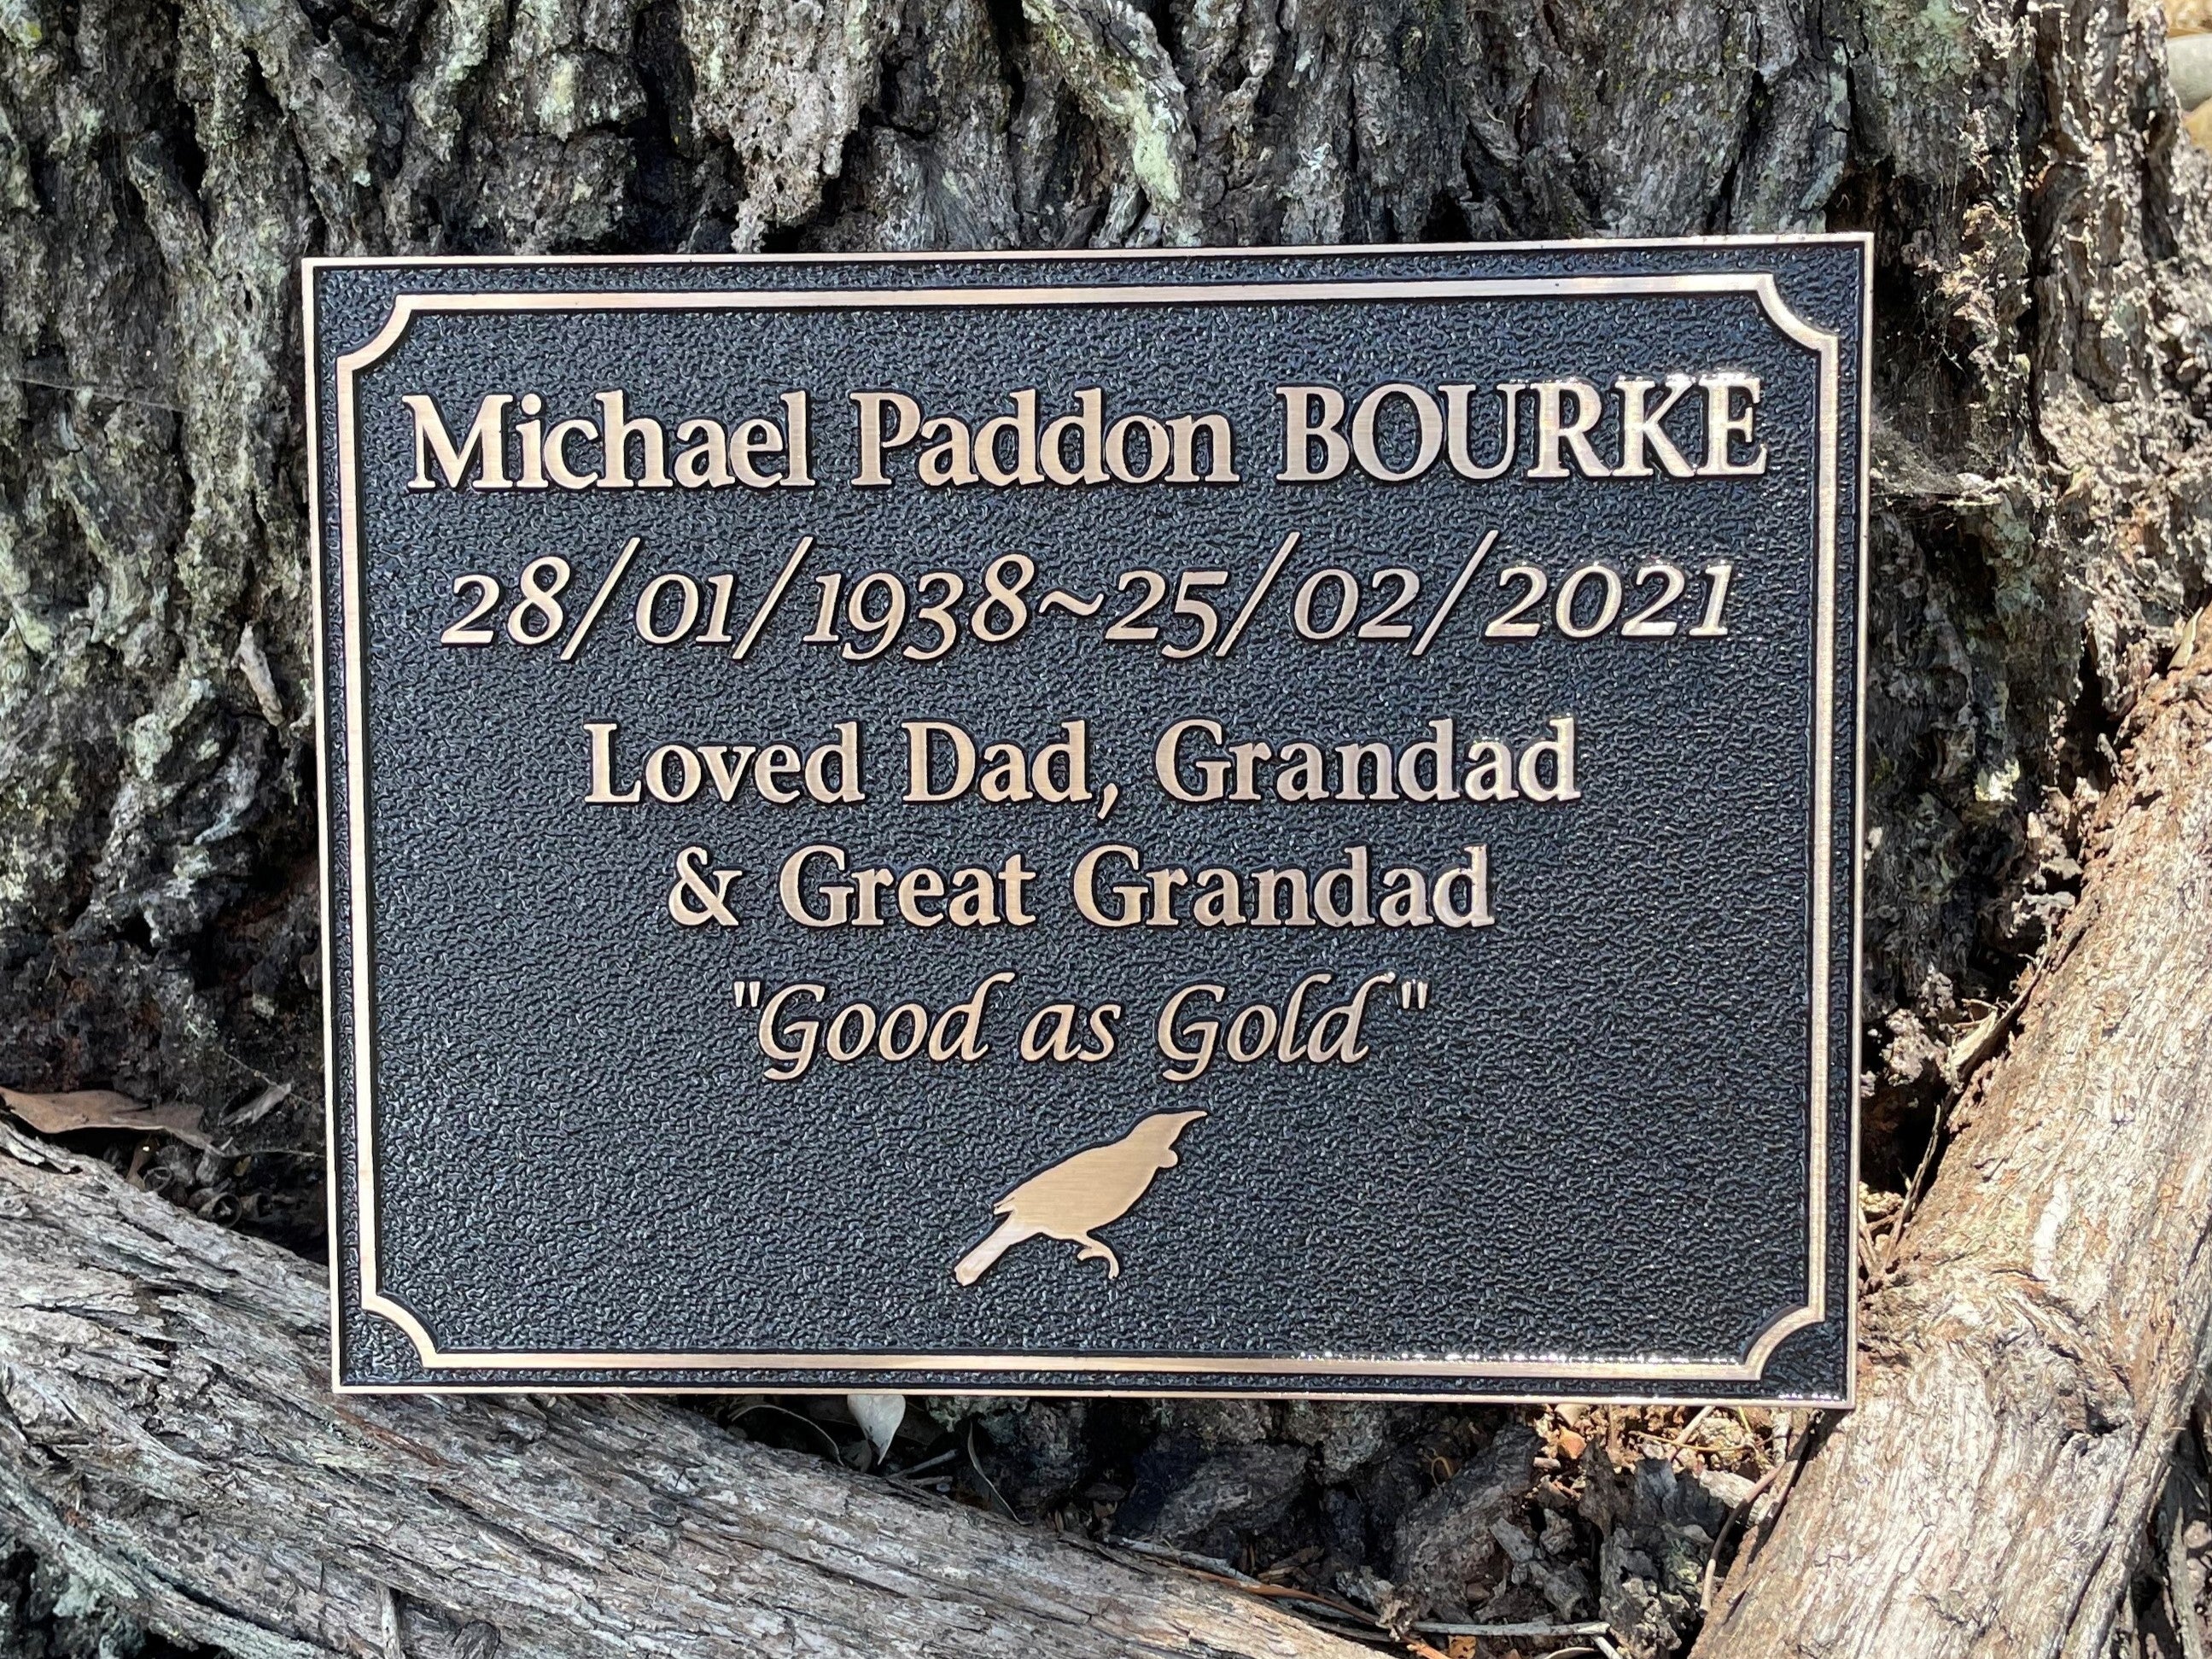 Michael Paddon BOURKE
28/01/1938~25/02/2021
Loved Dad, Grandad
& Great Grandad
"Good as Gold"